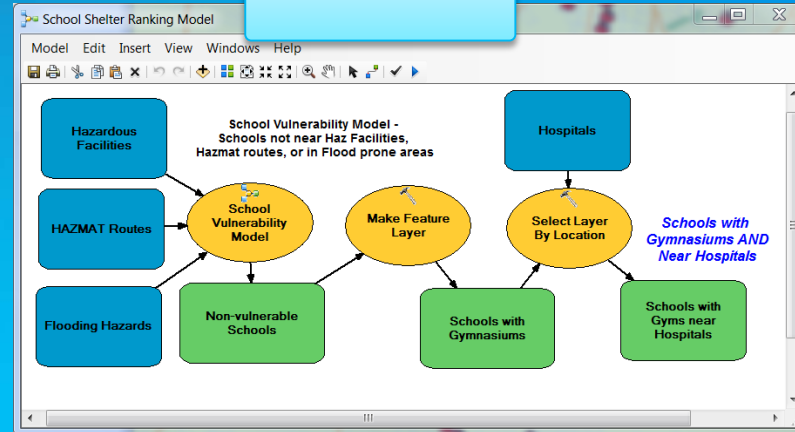 School Shelter Ranking Model
Model Edit Insert View Windows Help
Hazardous
Facilities
School Vulnerability Model -
Schools not near Haz Facilities,
Hazmat routes, or in Flood prone areas
Hospitals
HAZMAT Routes
School
Vulnerability
Model
Make Feature
Layer
Select Layer
By Location
Schools with
Gymnasiums AND
Near Hospitals
Flooding Hazards
Non-vulnerable
Schools
Schools with
Gymnasiums
Schools with
Gyms near
Hospitals